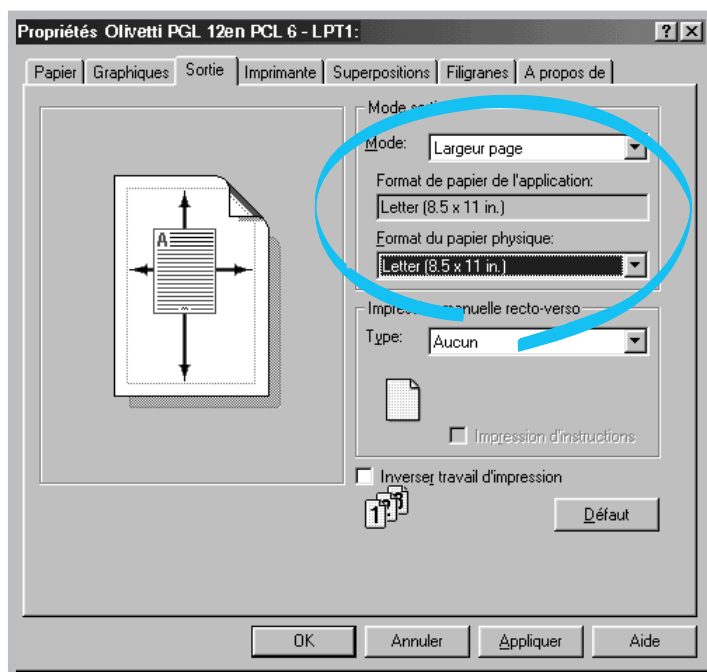 Propriétés Olivetti PGL 12en PCL 6 - LPT1:
Papier Graphiques Sortie Imprimante Superpositions Filigranes A propos de
Mode
Mode: Largeur page
Format de papier de l'application:
Letter (8.5 x 11 in.)
Format du papier physique:
Letter (8.5 x 11 in.)
manuelle recto-verso
Type: Aucun
Impression d'instructions
Inverser travail d'impression
Défaut
OK Annuler Appliquer Aide